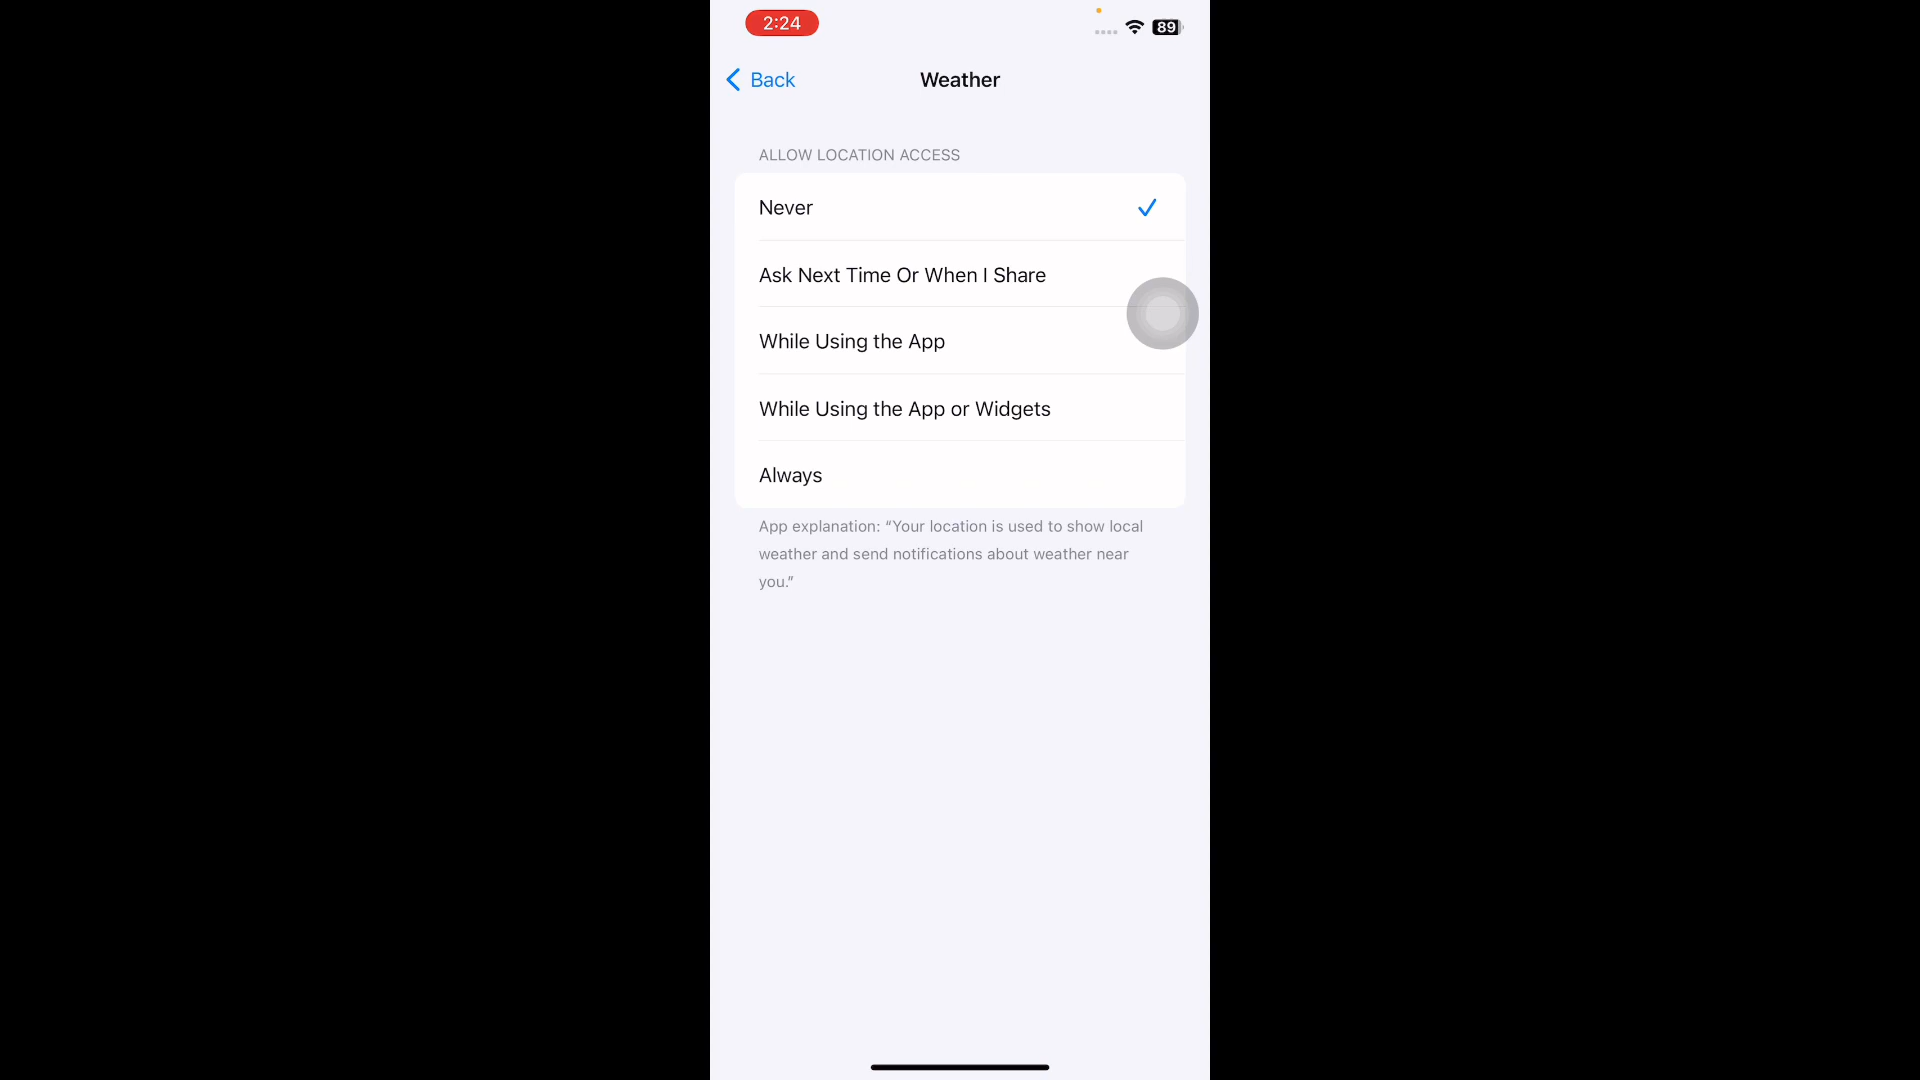 2:24
89
Back
Weather
ALLOW LOCATION ACCESS
Never
Ask Next Time Or When I Share
While Using the App
While Using the App or Widgets
Always
App explanation: “Your location is used to show local
weather and send notifications about weather near
you.”